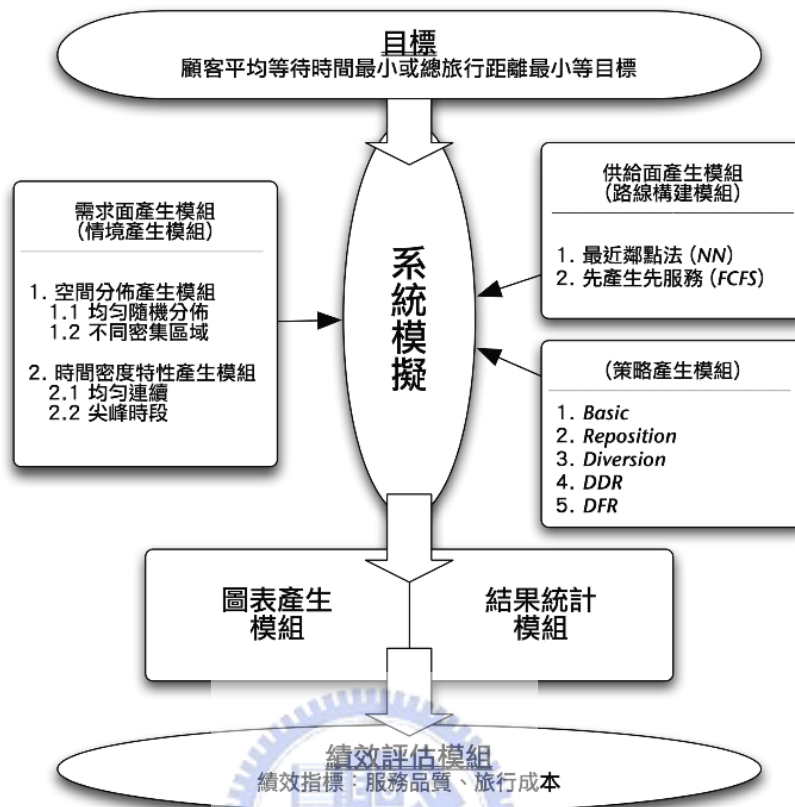 目標
顧客平均等待時間最小或總旅行距離最小等目標
需求面產生模組
(情境產生模組)
1. 空間分佈產生模組
1.1 均勻隨機分佈
1.2 不同密集區域
2. 時間密度特性產生模組
2.1 均勻連續
2.2 尖峰時段
系統模擬
供給面產生模組
(路線構建模組)
1. 最近鄰點法 (NN)
2. 先產生先服務 (FCFS)
(策略產生模組)
1. Basic
2. Reposition
3. Diversion
4. DDR
5. DFR
圖表產生
模組
結果統計
模組
績效評估模組
績效指標：服務品質、旅行成本